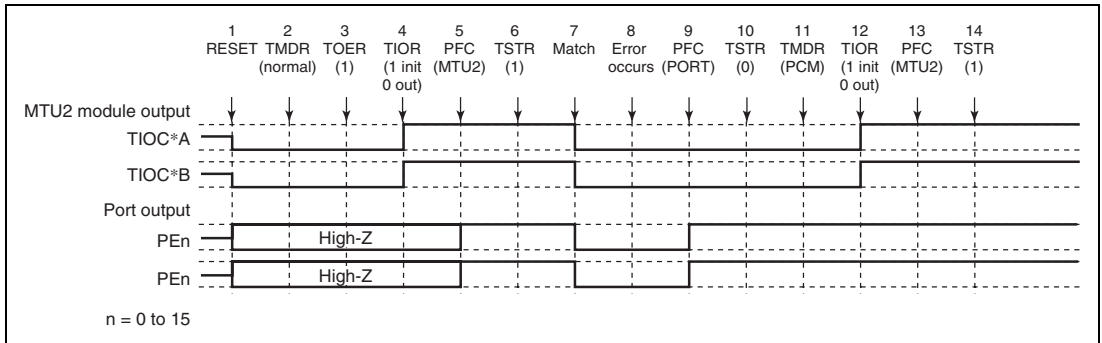 1 2 3 4 5 6 7 8 9 10 11 12 13 14
RESET TMDR TOER TIOR PFC TSTR Match Error PFC TSTR TMDR TIOR PFC TSTR
(normal) (1) (1 init (MTU2) (1) occurs (PORT) (0) (PCM) (1 init (MTU2) (1)
0 out) 0 out)
MTU2 module output
TIOC*A
TIOC*B
Port output
PEn High-Z
PEn High-Z
n = 0 to 15